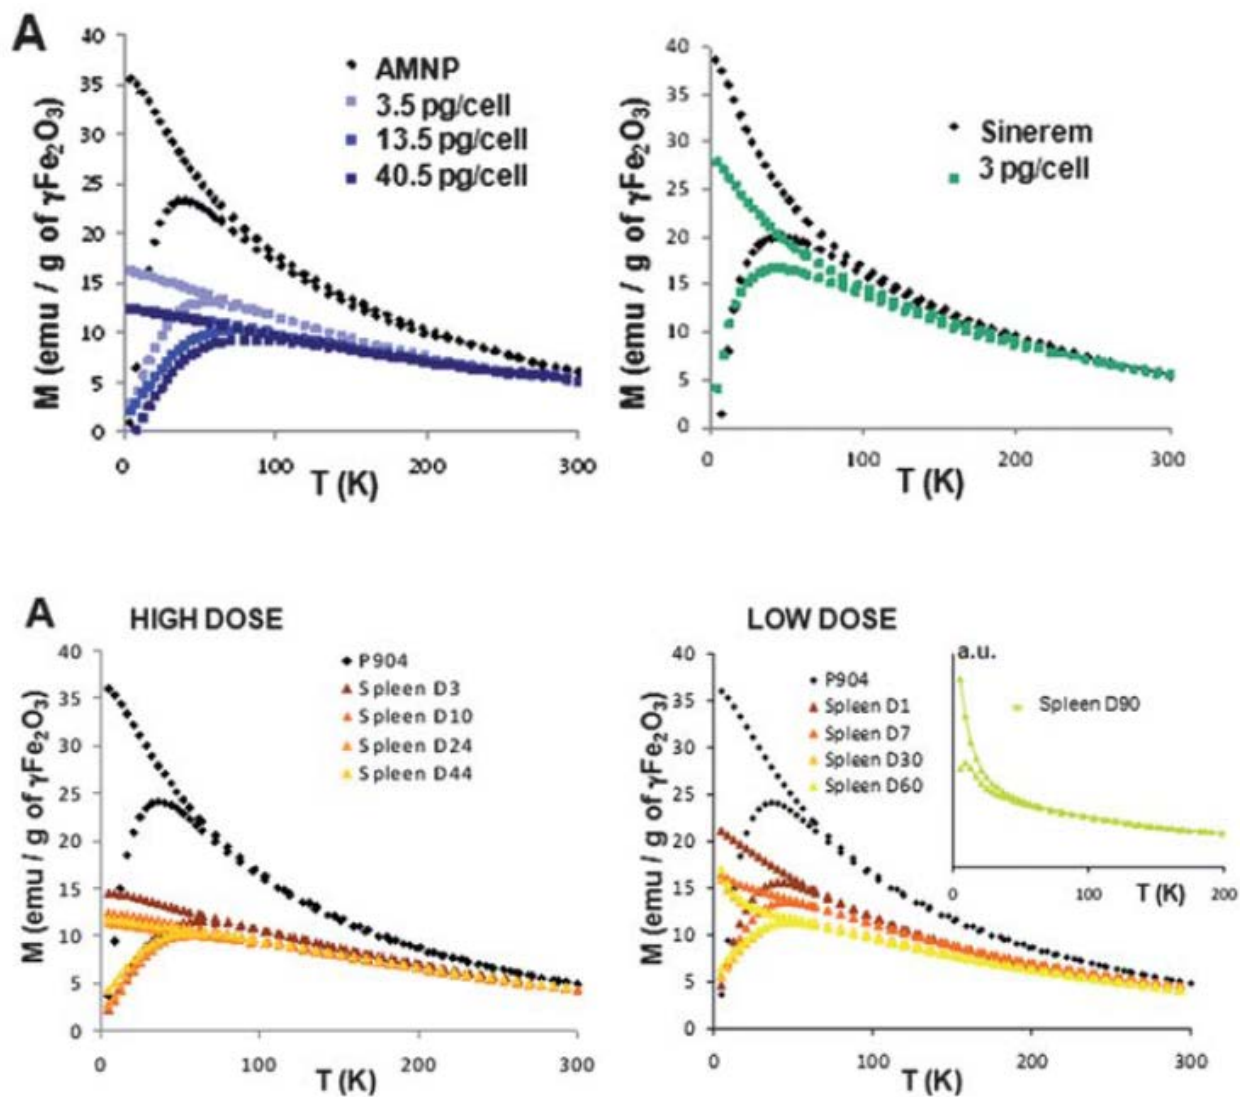 A
40
35
30
25
20
15
10
5
0
M (emu / g of γFe₂O₃)
0 100 200 300
T (K)
AMNP
3.5 pg/cell
13.5 pg/cell
40.5 pg/cell
40
35
30
25
20
15
10
5
0
M (emu / g of γFe₂O₃)
0 100 200 300
T (K)
Sinerem
3 pg/cell
A HIGH DOSE
40
35
30
25
20
15
10
5
0
M (emu / g of γFe₂O₃)
0 100 200 300
T (K)
P904
Spleen D3
Spleen D10
Spleen D24
Spleen D44
LOW DOSE
40
35
30
25
20
15
10
5
0
M (emu / g of γFe₂O₃)
0 100 200 300
T (K)
P904
Spleen D1
Spleen D7
Spleen D30
Spleen D60
a.u.
Spleen D90
0 100 200
T (K)